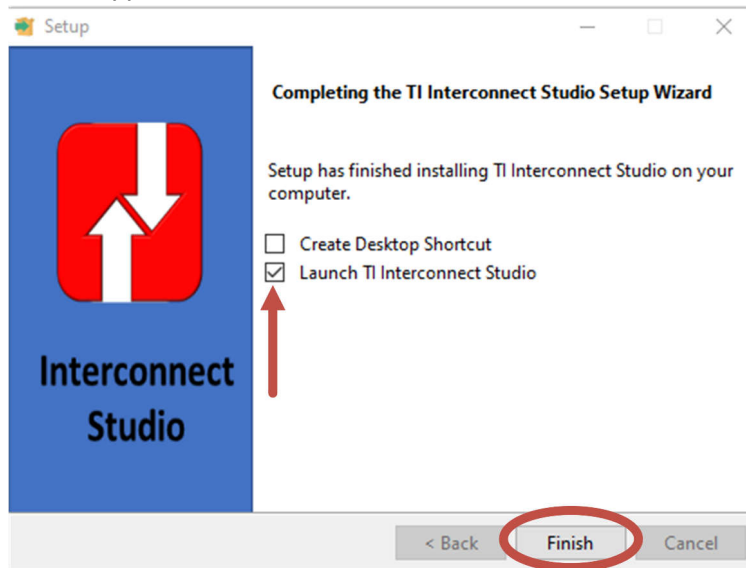 Setup
Completing the TI Interconnect Studio Setup Wizard
Setup has finished installing TI Interconnect Studio on your
computer.
Create Desktop Shortcut
Launch TI Interconnect Studio
Interconnect
Studio
< Back
Finish
Cancel